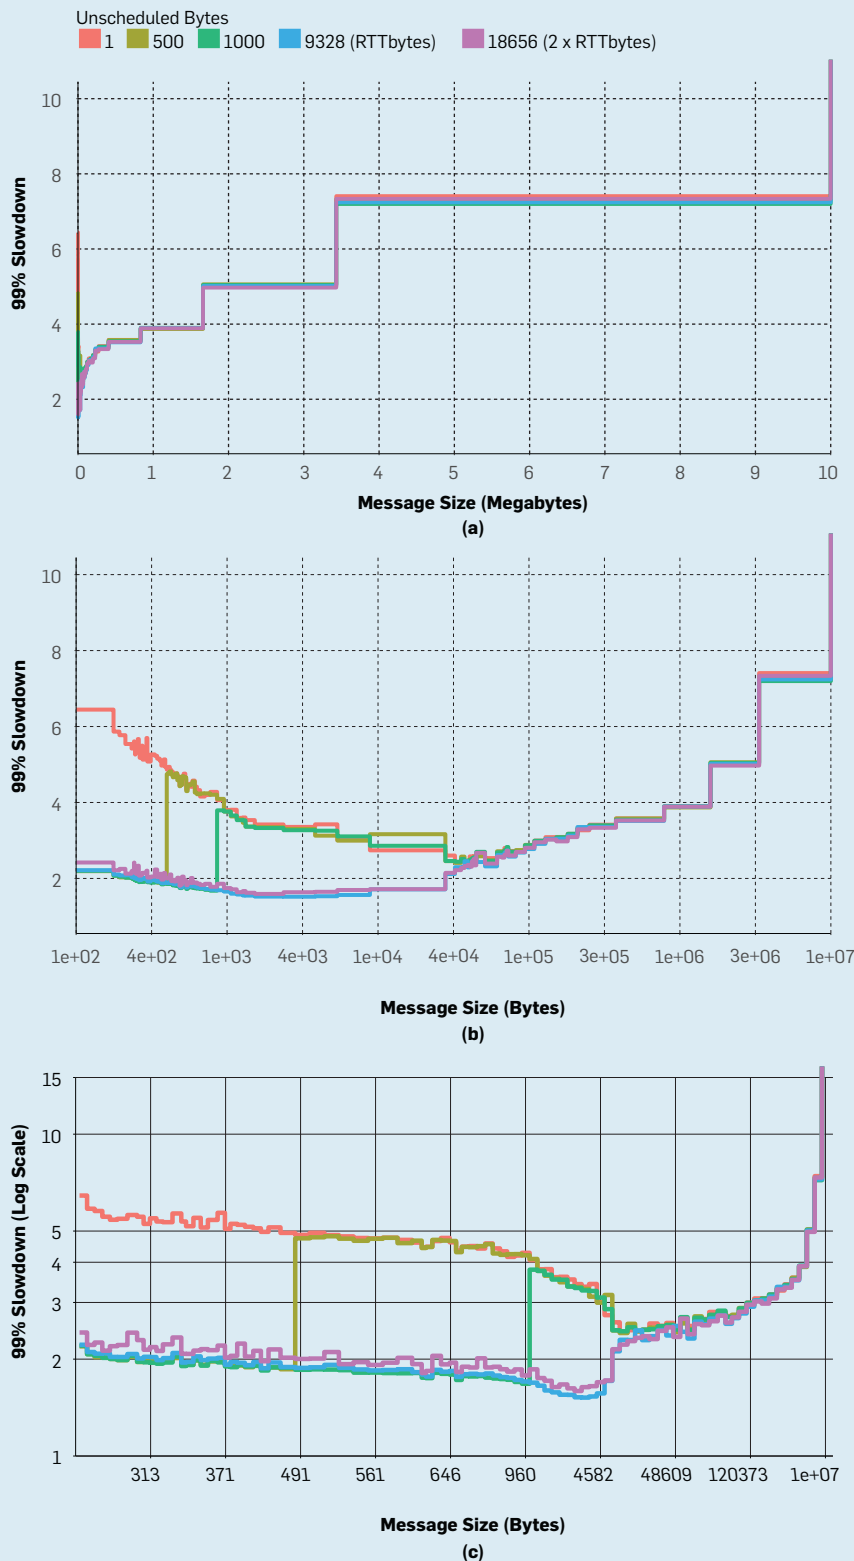 Unscheduled Bytes
1 500 1000 9328 (RTTbytes) 18656 (2 x RTTbytes)
10
8
6
4
2
99% Slowdown
0 1 2 3 4 5 6 7 8 9 10
Message Size (Megabytes)
(a)
10
8
6
4
2
99% Slowdown
1e+02 4e+02 1e+03 4e+03 1e+04 4e+04 1e+05 3e+05 1e+06 3e+06 1e+07
Message Size (Bytes)
(b)
15
10
5
4
3
2
1
99% Slowdown (Log Scale)
313 371 491 561 646 960 4582 48609 120373 1e+07
Message Size (Bytes)
(c)